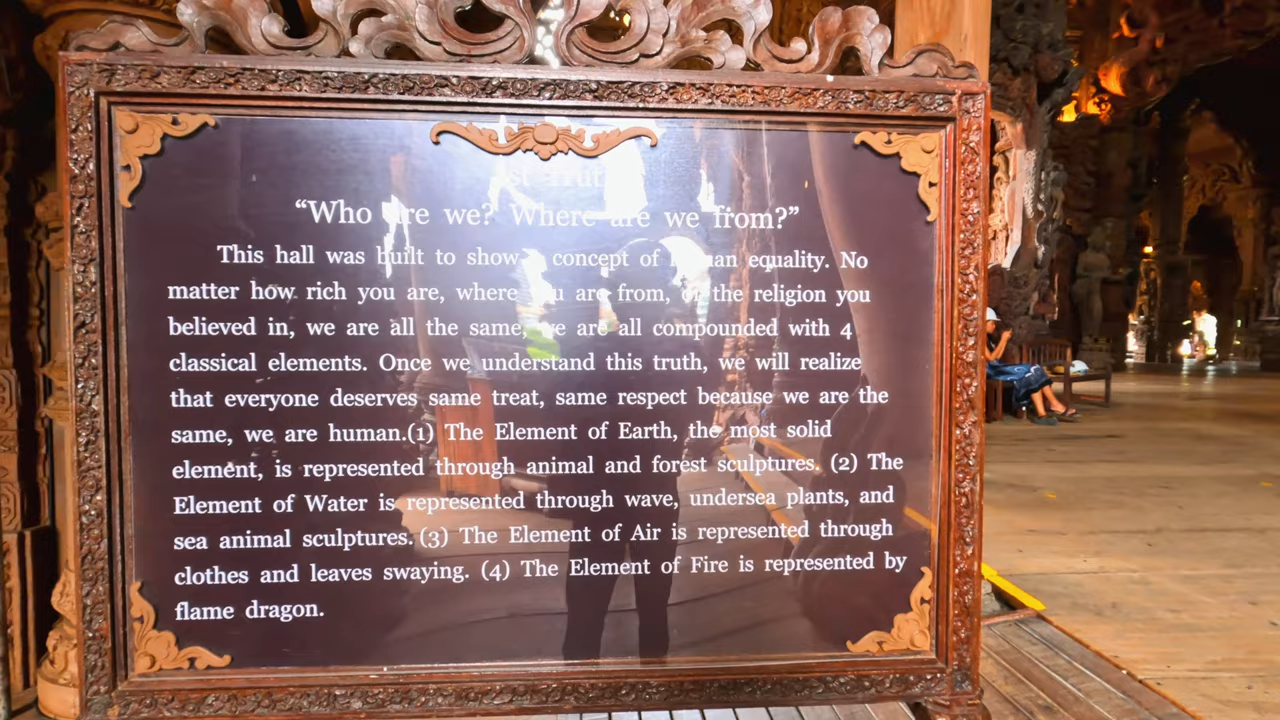 “Who are we? Where are we from?”
This hall was built to show a concept of human equality. No
matter how rich you are, where you are from, or the religion you
believed in, we are all the same, we are all compounded with 4
classical elements. Once we understand this truth, we will realize
that everyone deserves same treat, same respect because we are the
same, we are human.(1) The Element of Earth, the most solid
element, is represented through animal and forest sculptures. (2) The
Element of Water is represented through wave, undersea plants, and
sea animal sculptures. (3) The Element of Air is represented through
clothes and leaves swaying. (4) The Element of Fire is represented by
flame dragon.